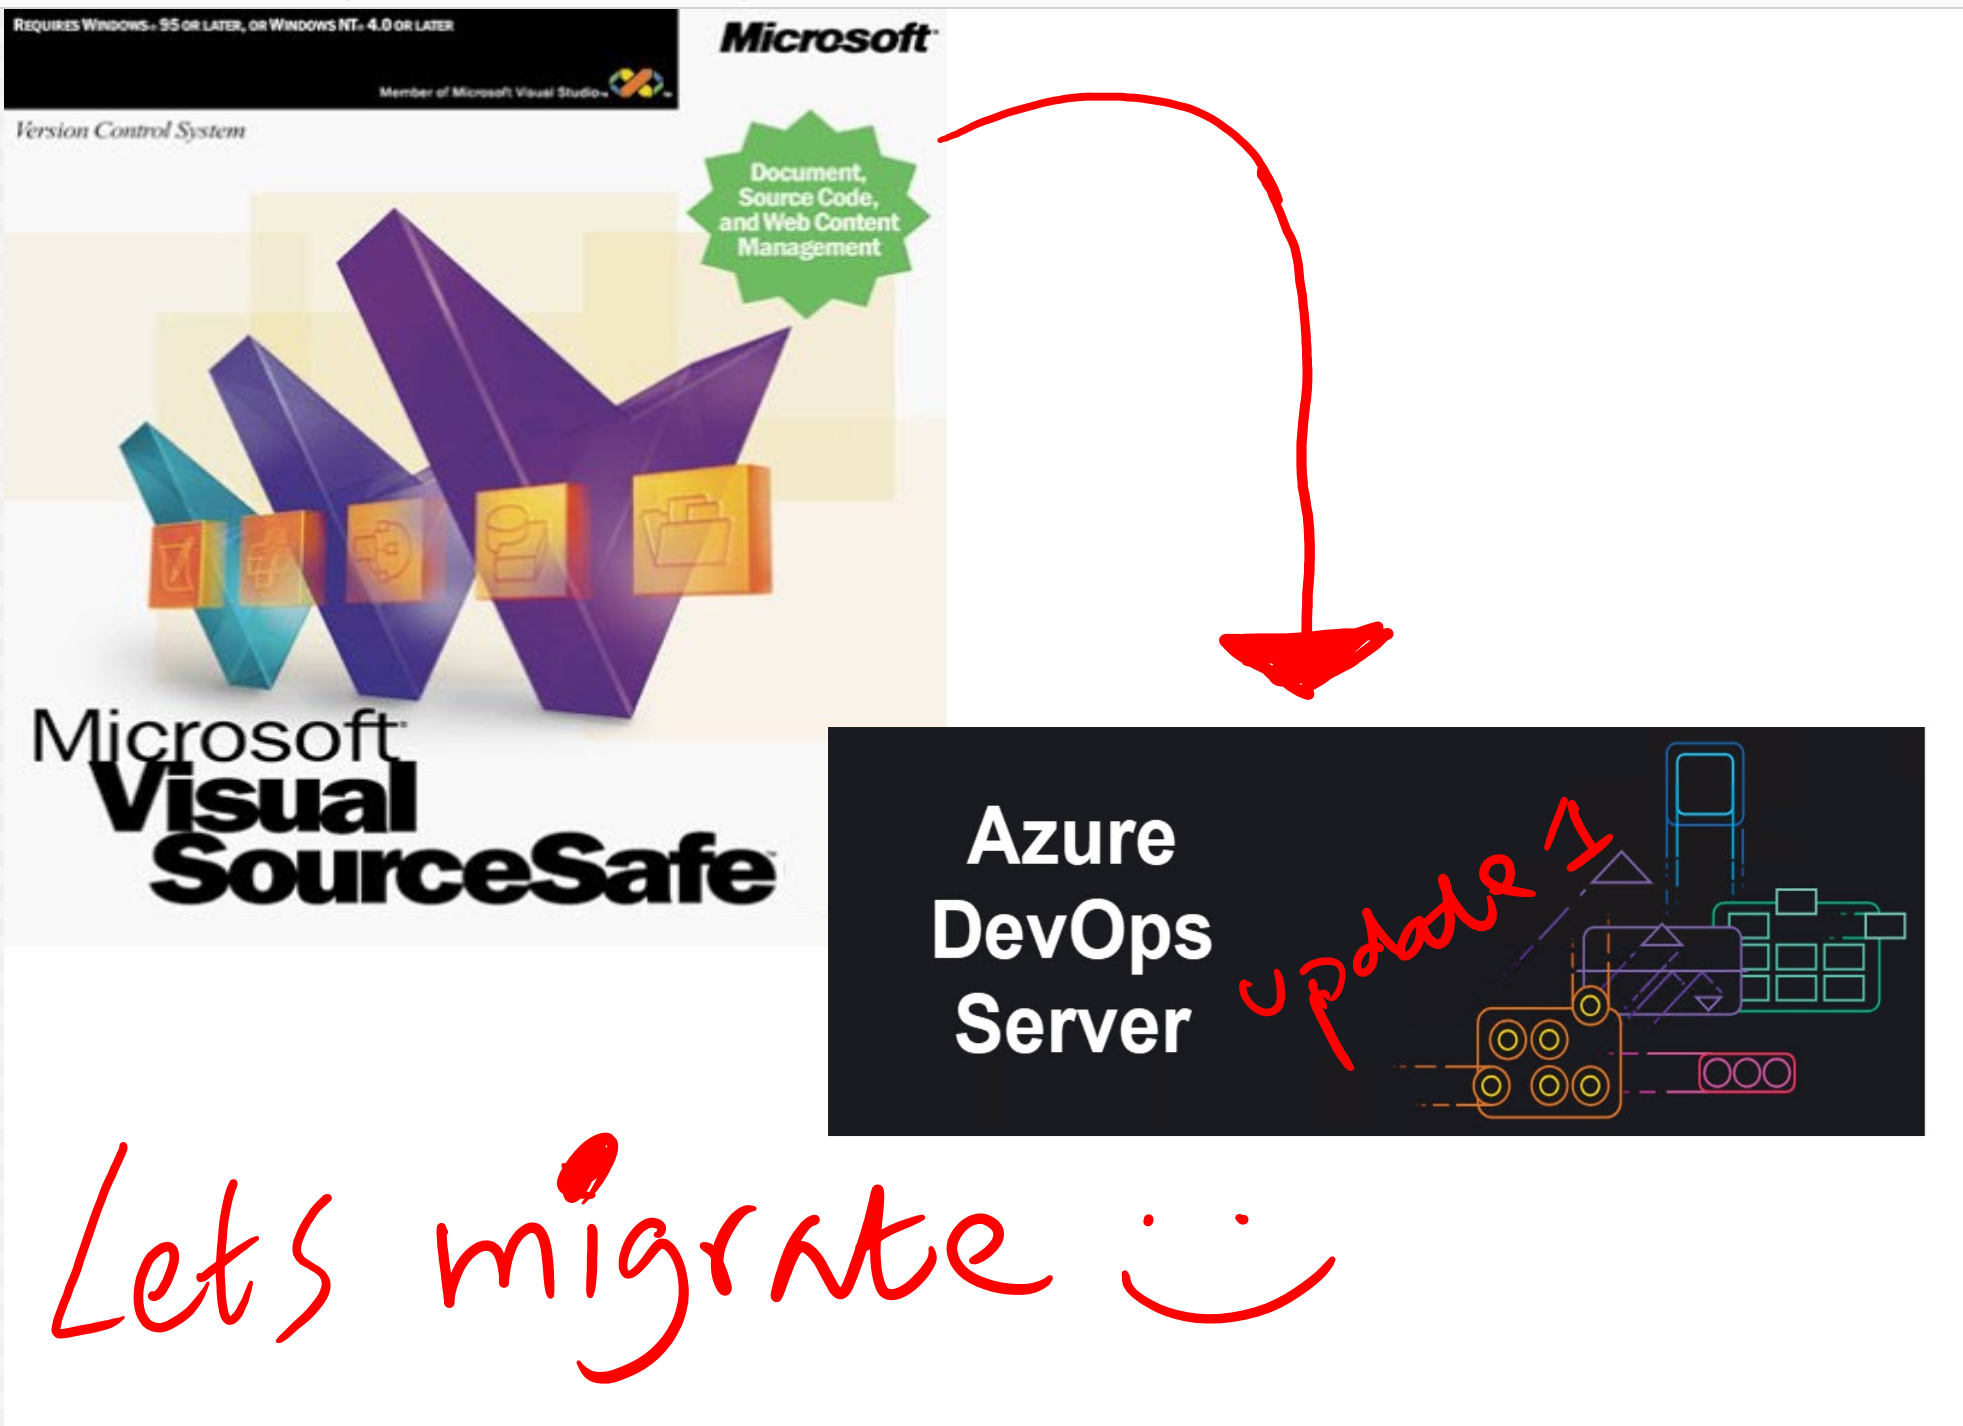 REQUIRES WINDOWS® 95 OR LATER, OR WINDOWS NT® 4.0 OR LATER
Microsoft®
Member of Microsoft Visual Studio™
Version Control System
Document,
Source Code,
and Web Content
Management
Microsoft®
Visual
SourceSafe™
Azure
DevOps
Server
update 1
Lets migrate